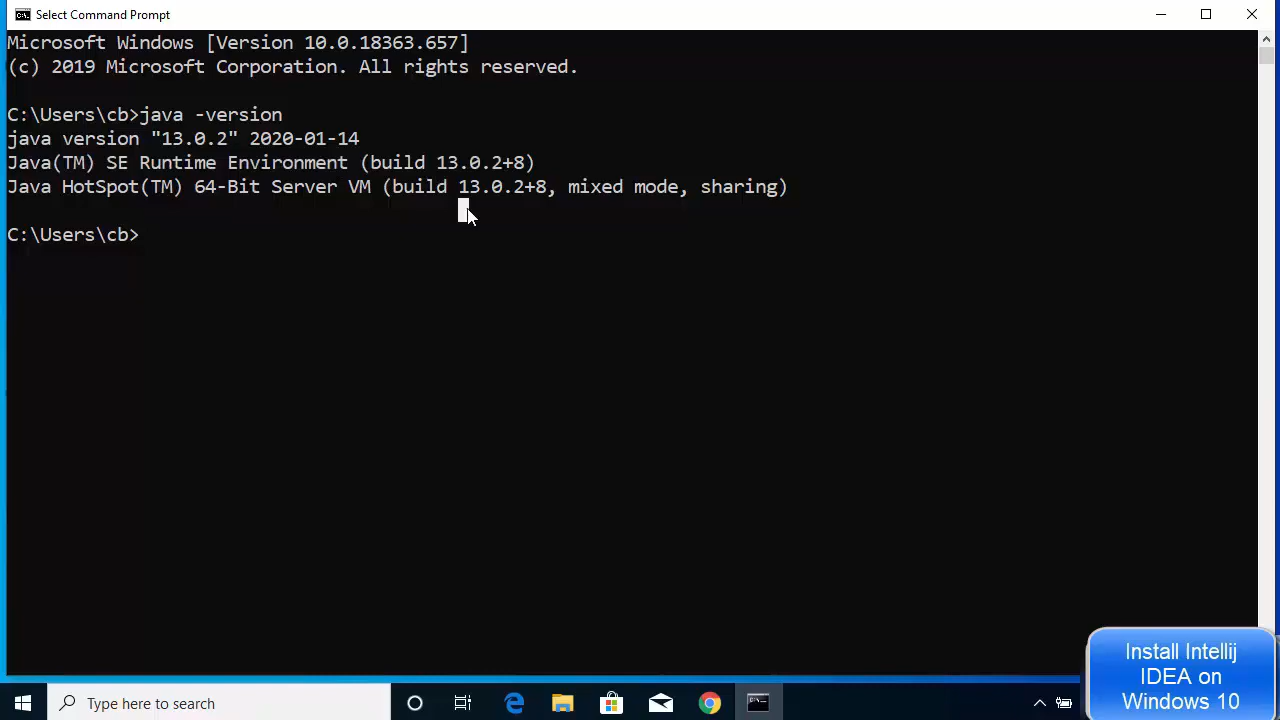 Select Command Prompt
Microsoft Windows [Version 10.0.18363.657]
(c) 2019 Microsoft Corporation. All rights reserved.
C:\Users\cb>java -version
java version "13.0.2" 2020-01-14
Java(TM) SE Runtime Environment (build 13.0.2+8)
Java HotSpot(TM) 64-Bit Server VM (build 13.0.2+8, mixed mode, sharing)
C:\Users\cb>
Install Intellij
IDEA on
Windows 10
Type here to search